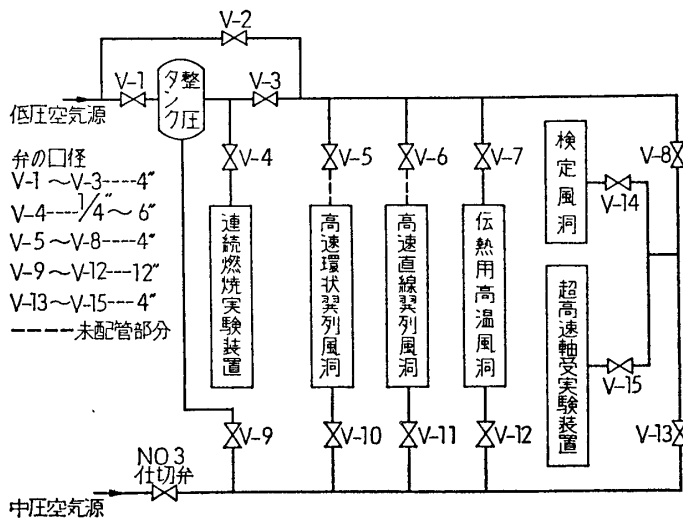 V-2
V-1
整圧タンク
V-3
低圧空気源
V-4
V-5
V-6
V-7
V-8
弁の口径
V-1～V-3----4"
V-4----1/4"～6"
V-5～V-8----4"
V-9～V-12---12"
V-13～V-15---4"
----未配管部分
連続燃焼実験装置
高速環状翼列風洞
高速直線翼列風洞
伝熱用高温風洞
検定風洞
V-14
超高速軸受実験装置
V-15
V-9
V-10
V-11
V-12
V-13
NO3
仕切弁
中圧空気源